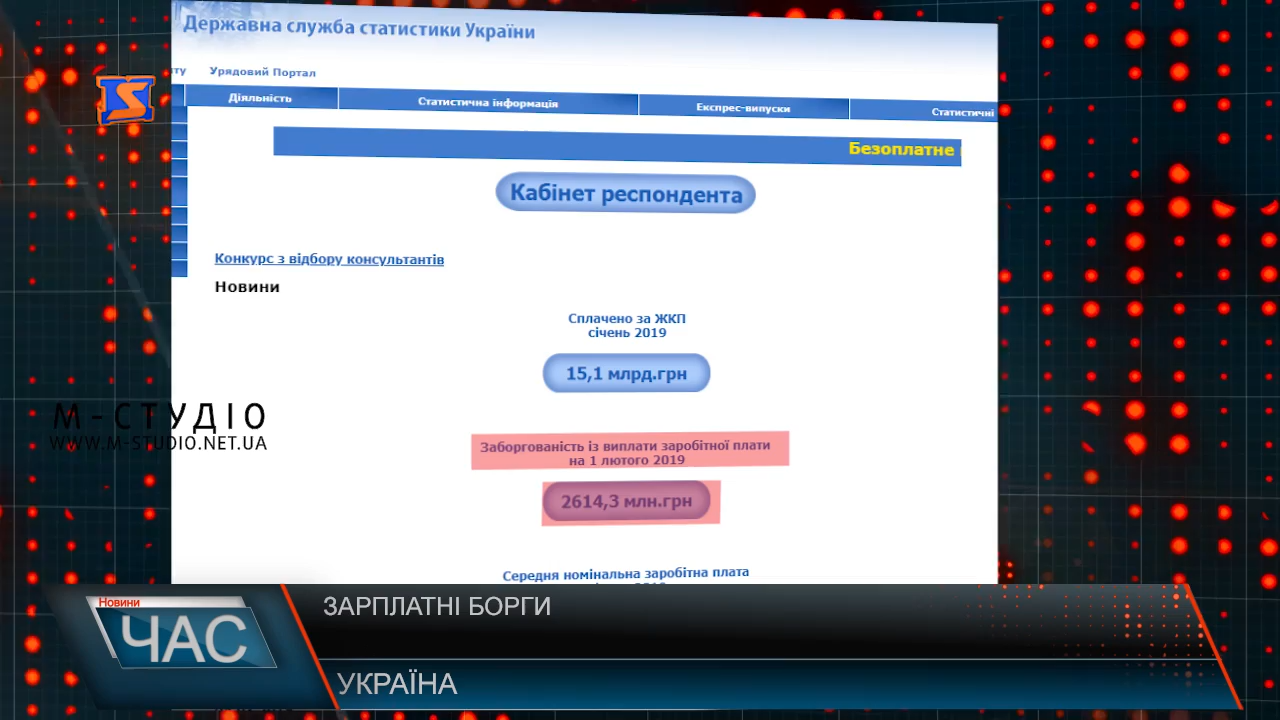 Державна служба статистики України
Урядовий Портал
Діяльність
Статистична інформація
Експрес-випуски
Статистичні
Безоплатне
Кабінет респондента
Конкурс з відбору консультантів
Новини
Сплачено за ЖКП
січень 2019
15,1 млрд.грн
М-СТУДІО
WWW.M-STUDIO.NET.UA
Заборгованість із виплати заробітної плати
на 1 лютого 2019
2614,3 млн.грн
Середня номінальна заробітна плата
Новини
ЧАС
ЗАРПЛАТНІ БОРГИ
УКРАЇНА